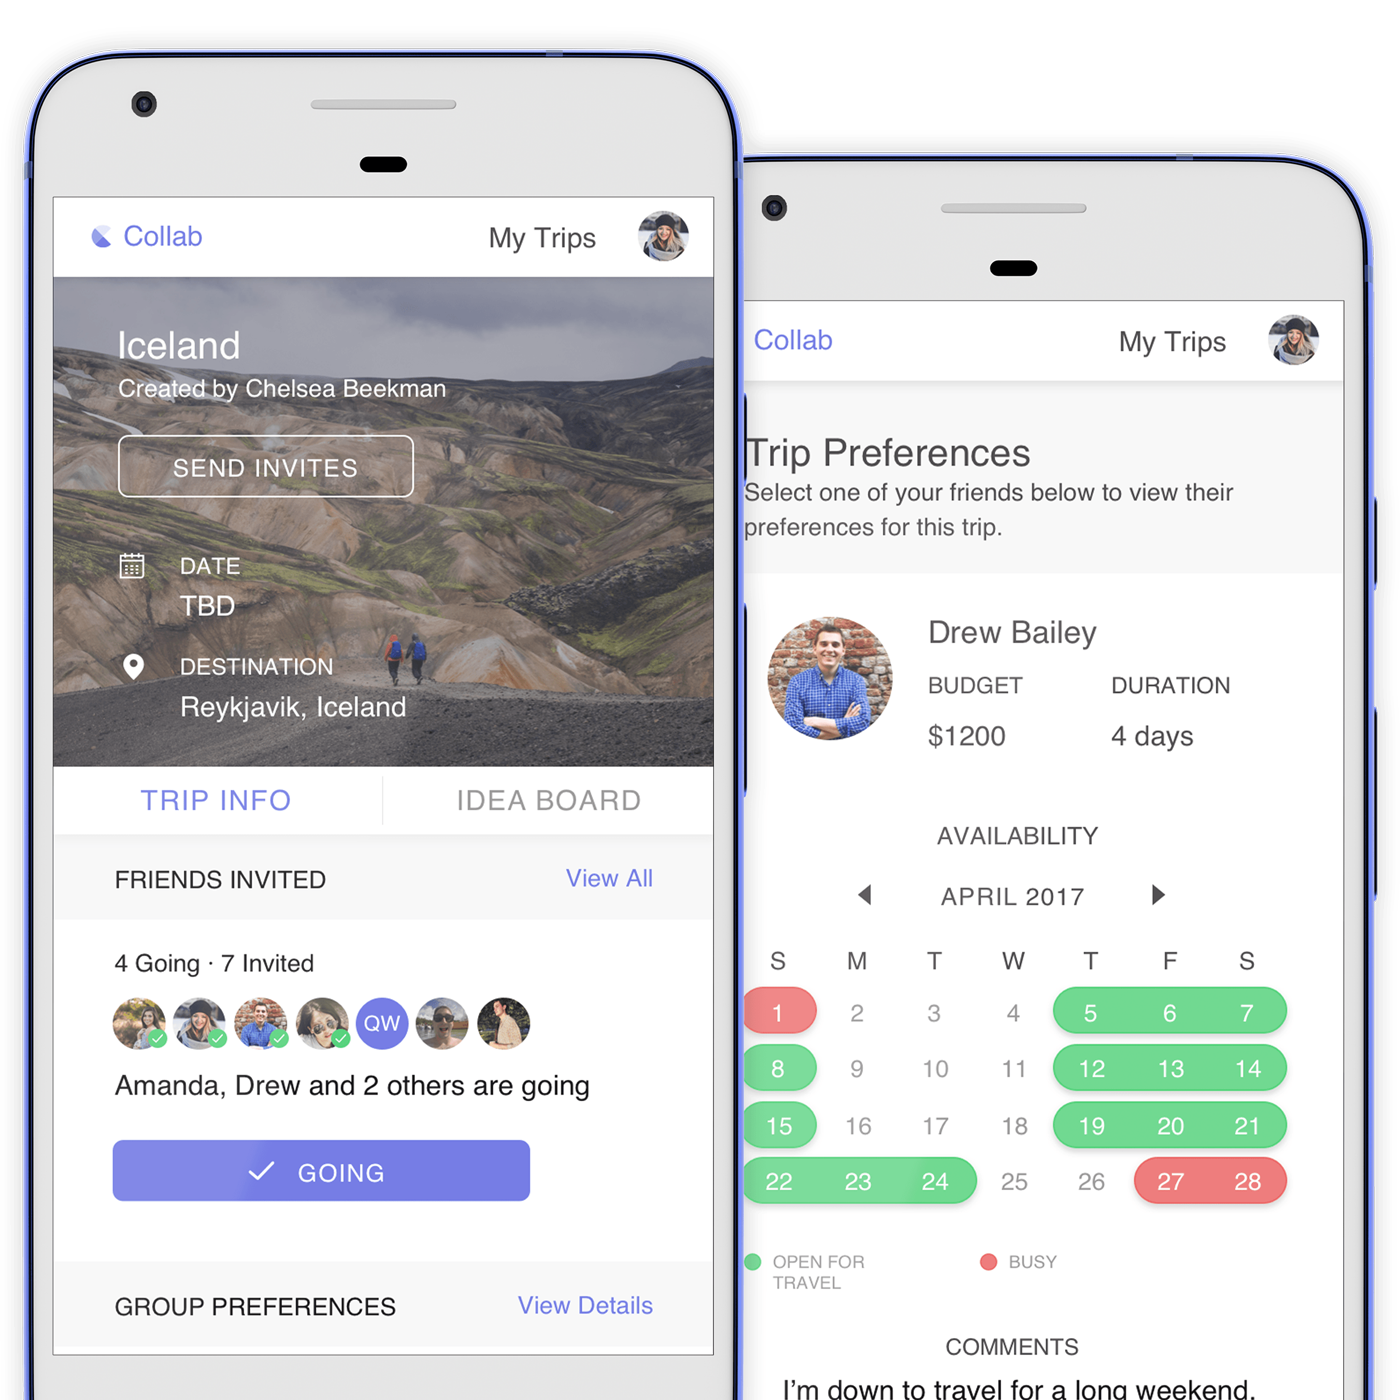 Collab
My Trips
Iceland
Created by Chelsea Beekman
SEND INVITES
DATE
TBD
DESTINATION
Reykjavik, Iceland
TRIP INFO
IDEA BOARD
FRIENDS INVITED
View All
4 Going · 7 Invited
QW
Amanda, Drew and 2 others are going
GOING
GROUP PREFERENCES
View Details
Collab
My Trips
Trip Preferences
Select one of your friends below to view their
preferences for this trip.
Drew Bailey
BUDGET
DURATION
$1200
4 days
AVAILABILITY
APRIL 2017
S M T W T F S
1 2 3 4 5 6 7
8 9 10 11 12 13 14
15 16 17 18 19 20 21
22 23 24 25 26 27 28
OPEN FOR
TRAVEL
BUSY
COMMENTS
I'm down to travel for a long weekend.